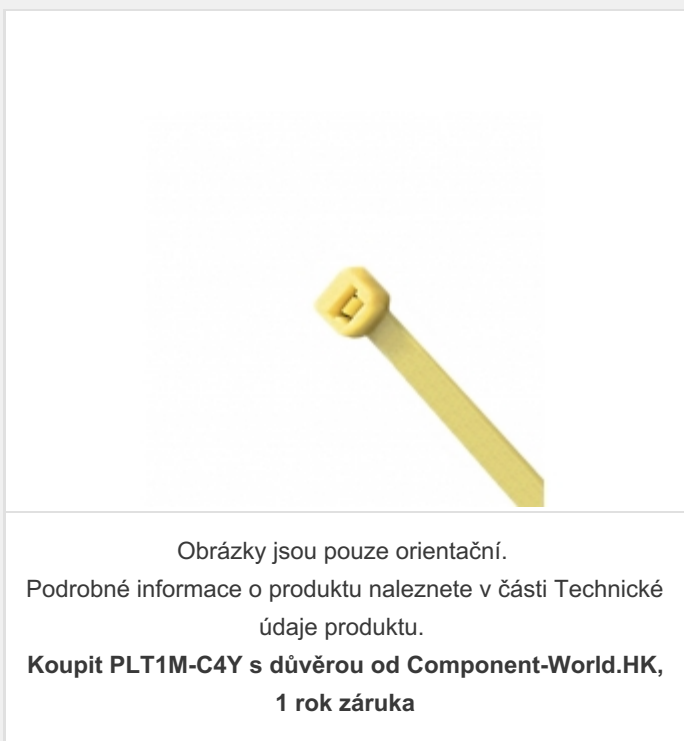 Obrázky jsou pouze orientační.
Podrobné informace o produktu naleznete v části Technické
údaje produktu.
Koupit PLT1M-C4Y s důvěrou od Component-World.HK,
1 rok záruka